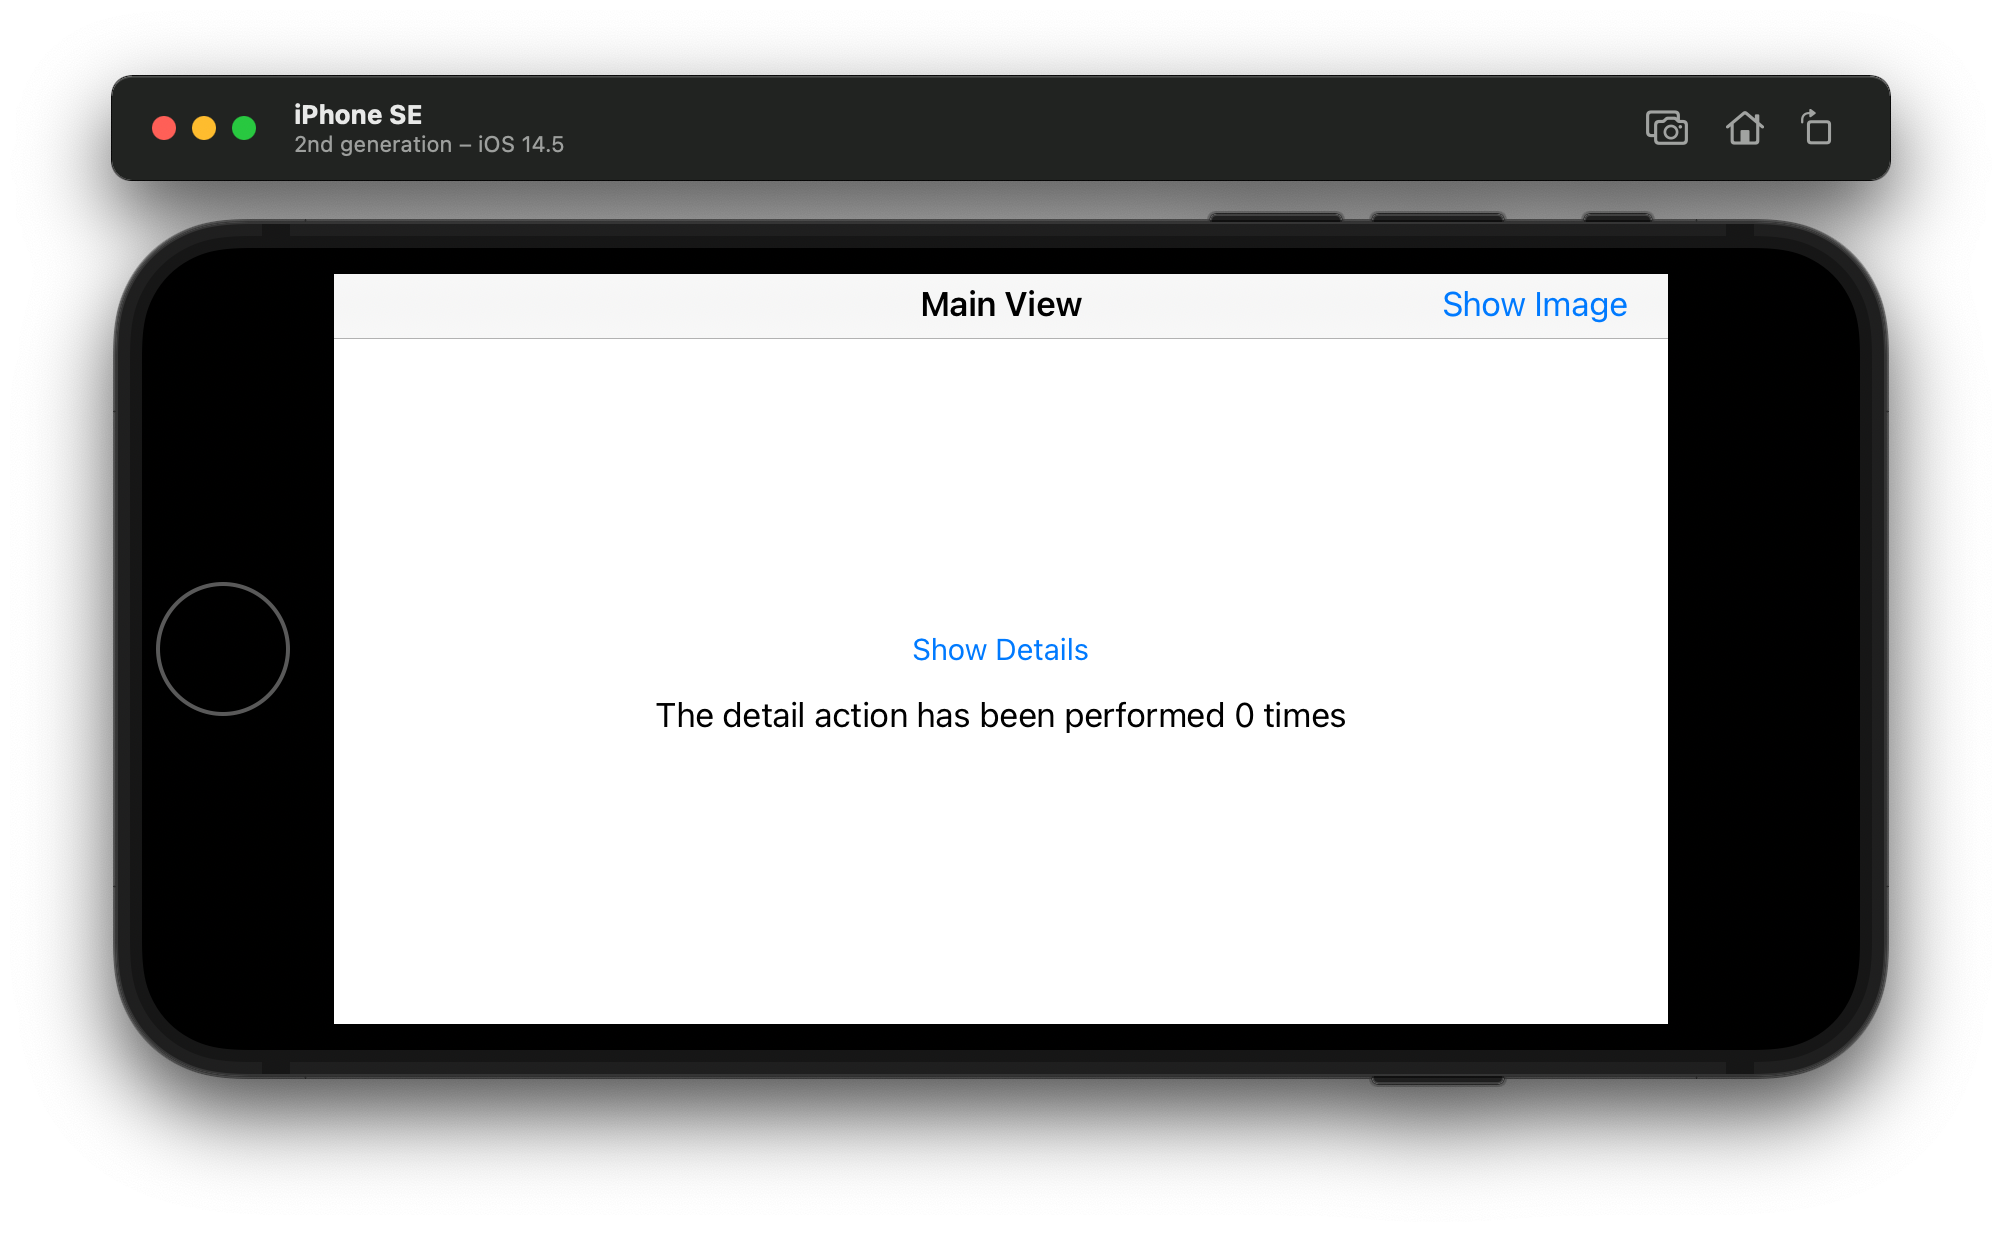 iPhone SE
2nd generation – iOS 14.5
Main View
Show Image
Show Details
The detail action has been performed 0 times